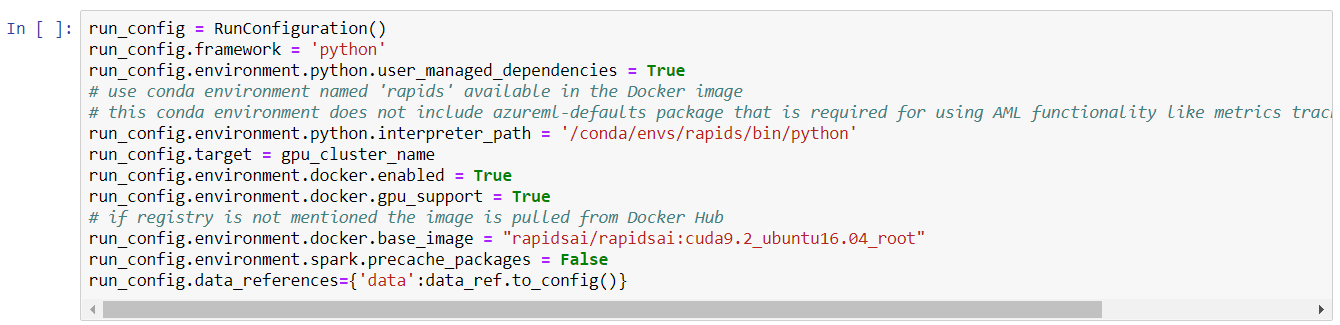 In [ ]:
run_config = RunConfiguration()
run_config.framework = 'python'
run_config.environment.python.user_managed_dependencies = True
# use conda environment named 'rapids' available in the Docker image
# this conda environment does not include azureml-defaults package that is required for using AML functionality like metrics trac
run_config.environment.python.interpreter_path = '/conda/envs/rapids/bin/python'
run_config.target = gpu_cluster_name
run_config.environment.docker.enabled = True
run_config.environment.docker.gpu_support = True
# if registry is not mentioned the image is pulled from Docker Hub
run_config.environment.docker.base_image = "rapidsai/rapidsai:cuda9.2_ubuntu16.04_root"
run_config.environment.spark.precache_packages = False
run_config.data_references={'data':data_ref.to_config()}